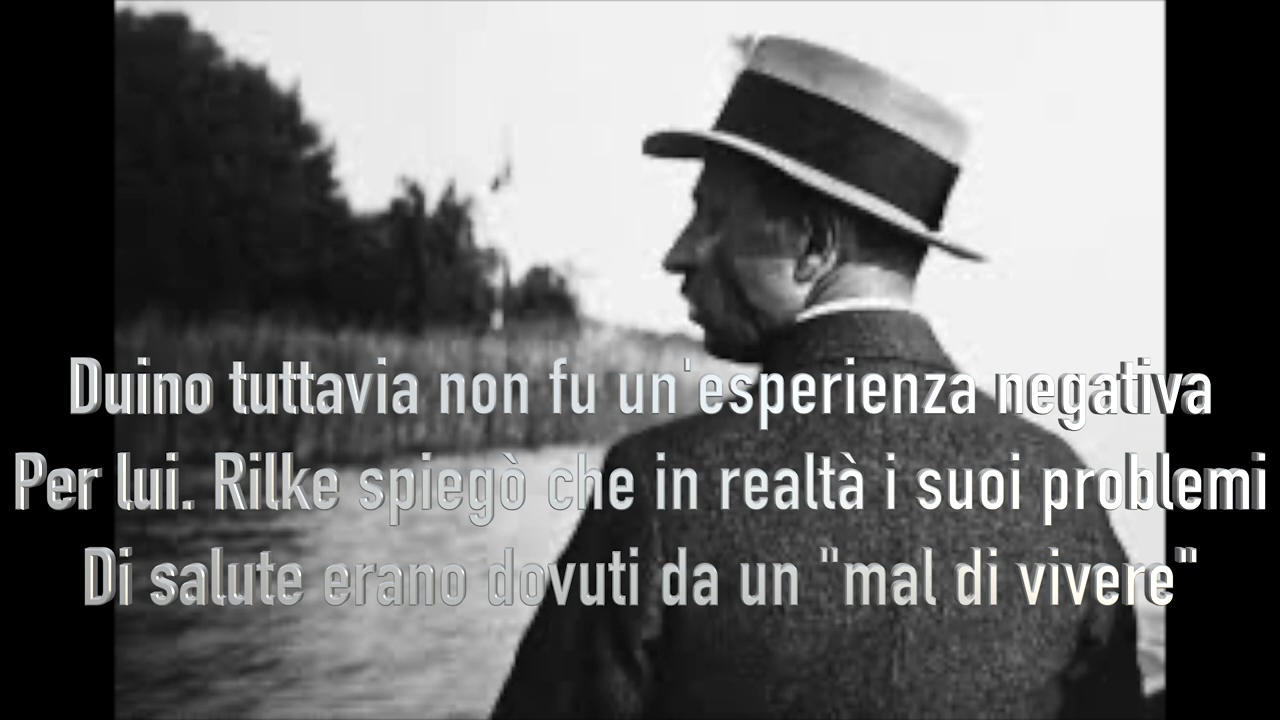 Duino tuttavia non fu un'esperienza negativa
Per lui. Rilke spiegò che in realtà i suoi problemi
Di salute erano dovuti da un "mal di vivere"